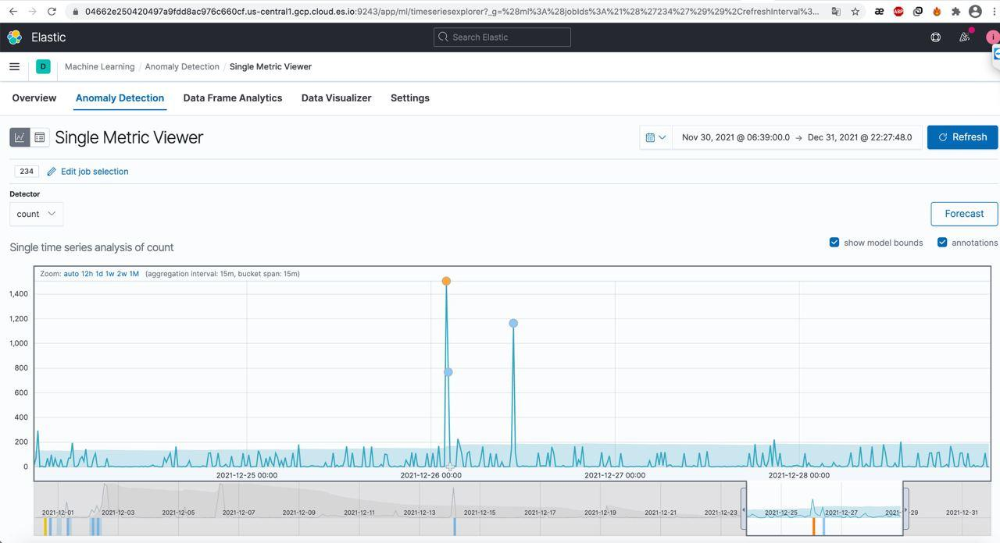 04662e250420497a9fdd8ac976c660cf.us-central1.gcp.cloud.es.io:9243/app/ml/timeseriesexplorer?_g=%28ml%3A%28jobIds%3A%21%28%27234%27%29%29%2CrefreshInterval%3...
ABP
Elastic
Search Elastic
i
D
Machine Learning / Anomaly Detection / Single Metric Viewer
Overview Anomaly Detection Data Frame Analytics Data Visualizer Settings
Single Metric Viewer
Nov 30, 2021 @ 06:39:00.0 → Dec 31, 2021 @ 22:27:48.0
Refresh
234 Edit job selection
Detector
count
Forecast
Single time series analysis of count
show model bounds annotations
Zoom: auto 12h 1d 1w 2w 1M (aggregation interval: 15m, bucket span: 15m)
1,400
1,200
1,000
800
600
400
200
0
2021-12-25 00:00 2021-12-26 00:00 2021-12-27 00:00 2021-12-28 00:00
2021-12-01 2021-12-03 2021-12-05 2021-12-07 2021-12-09 2021-12-11 2021-12-13 2021-12-15 2021-12-17 2021-12-19 2021-12-21 2021-12-23 2021-12-25 2021-12-27 2021-12-29 2021-12-31